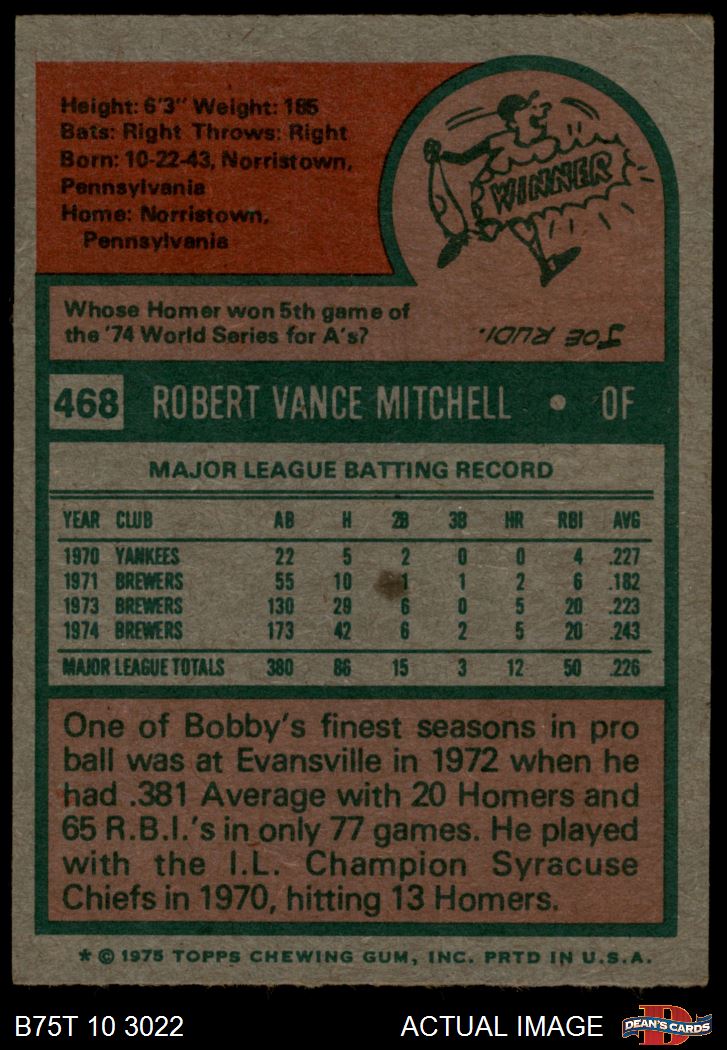 Height: 6'3" Weight: 185
Bats: Right Throws: Right
Born: 10-22-43, Norristown,
Pennsylvania
Home: Norristown,
Pennsylvania
WINNER
Whose Homer won 5th game of
the '74 World Series for A's?
JOE RUDI.
468 ROBERT VANCE MITCHELL • OF
MAJOR LEAGUE BATTING RECORD
YEAR CLUB AB H 2B 3B HR RBI AVG
1970 YANKEES 22 5 2 0 0 4 .227
1971 BREWERS 55 10 1 1 2 6 .182
1973 BREWERS 130 29 6 0 5 20 .223
1974 BREWERS 173 42 6 2 5 20 .243
MAJOR LEAGUE TOTALS 380 86 15 3 12 50 .226
One of Bobby's finest seasons in pro
ball was at Evansville in 1972 when he
had .381 Average with 20 Homers and
65 R.B.I.'s in only 77 games. He played
with the I.L. Champion Syracuse
Chiefs in 1970, hitting 13 Homers.
* © 1975 TOPPS CHEWING GUM, INC. PRTD IN U.S.A.
B75T 10 3022 ACTUAL IMAGE D DEAN'S CARDS